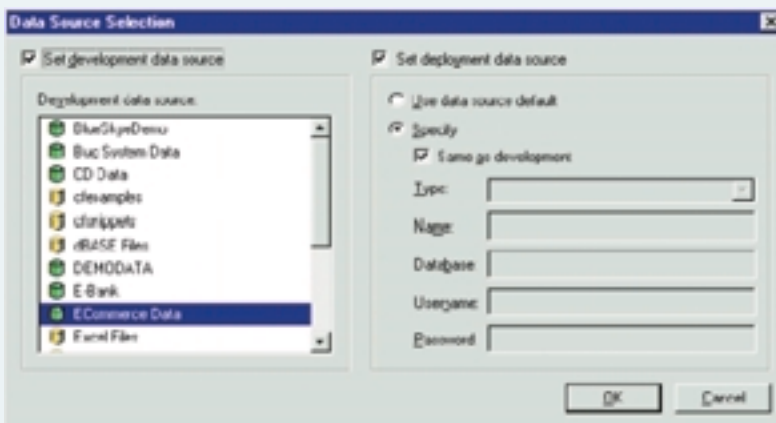 Data Source Selection
Set development data source
Development data source:
BlueSkyeDemo
Bug System Data
CD Data
cfexamples
cfsnippets
dBASE Files
DEMODATA
E-Bank
ECommerce Data
Excel Files
Set deployment data source
Use data source default
Specify
Same as development
Type:
Name:
Database
Username:
Password
OK
Cancel